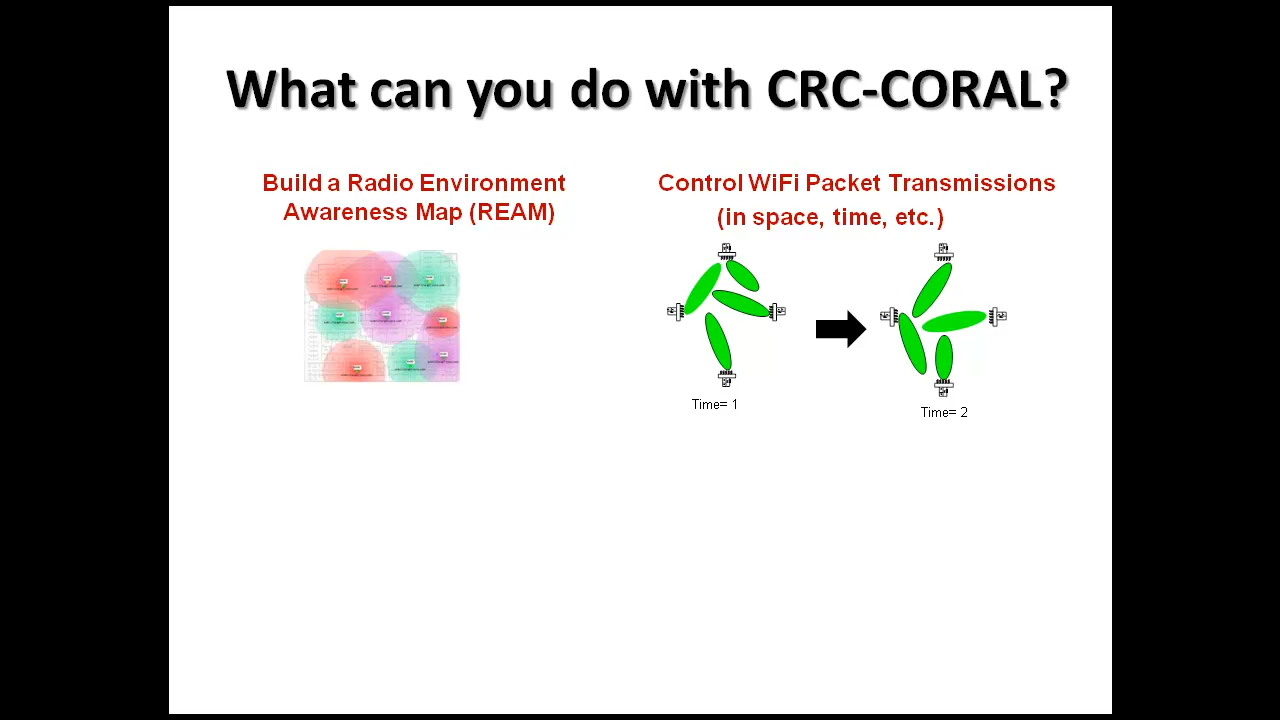 What can you do with CRC-CORAL?
Build a Radio Environment
Awareness Map (REAM)
Control WiFi Packet Transmissions
(in space, time, etc.)
Time= 1
Time= 2